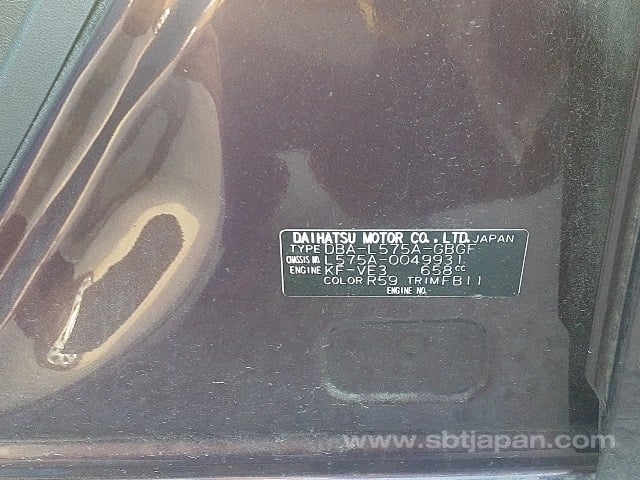 DAIHATSU MOTOR CO., LTD. JAPAN
TYPE DBA-L575A-GBGF
CHASSIS NO. L575A-0049931
ENGINE KF-VE3 658cc
COLOR R59 TRIM FB11
ENGINE NO.
www.sbtjapan.com